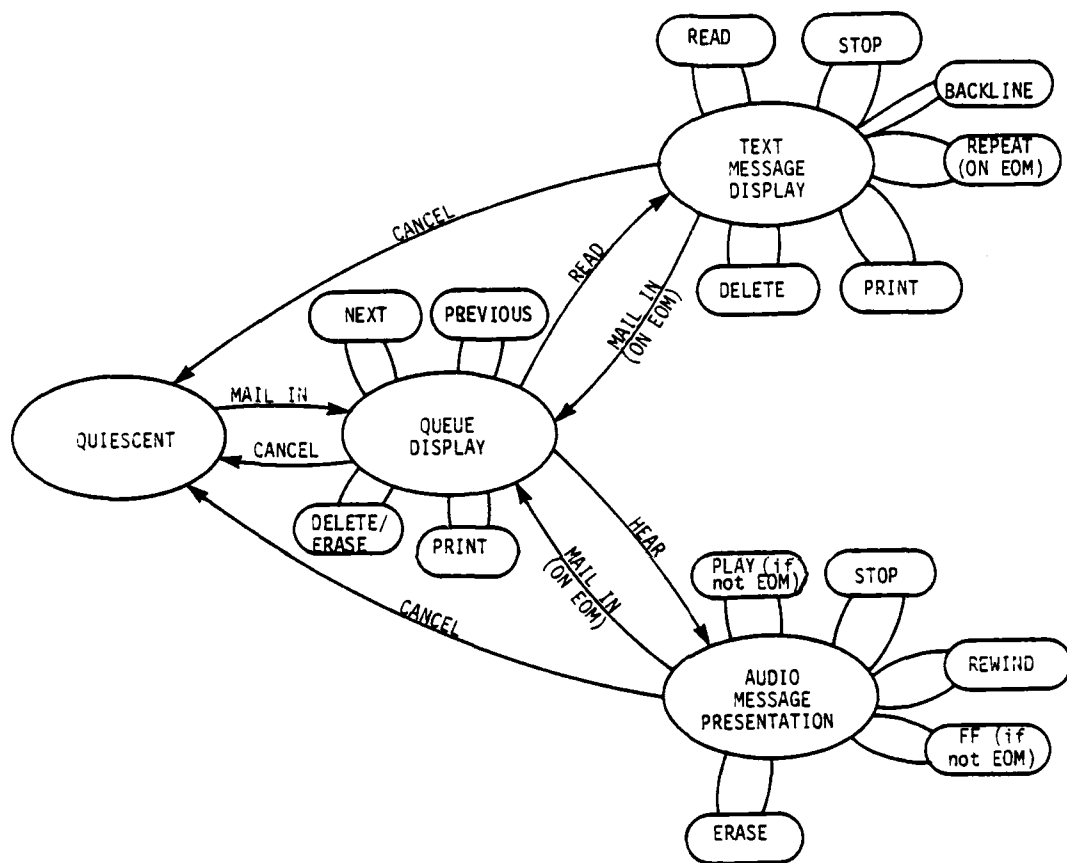 READ
STOP
BACKLINE
REPEAT
(ON EOM)
TEXT
MESSAGE
DISPLAY
DELETE
PRINT
CANCEL
READ
MAIL IN
(ON EOM)
NEXT
PREVIOUS
QUIESCENT
MAIL IN
CANCEL
QUEUE
DISPLAY
DELETE/
ERASE
PRINT
HEAR
MAIL IN
(ON EOM)
CANCEL
PLAY (if
not EOM)
STOP
REWIND
FF (if
not EOM)
AUDIO
MESSAGE
PRESENTATION
ERASE